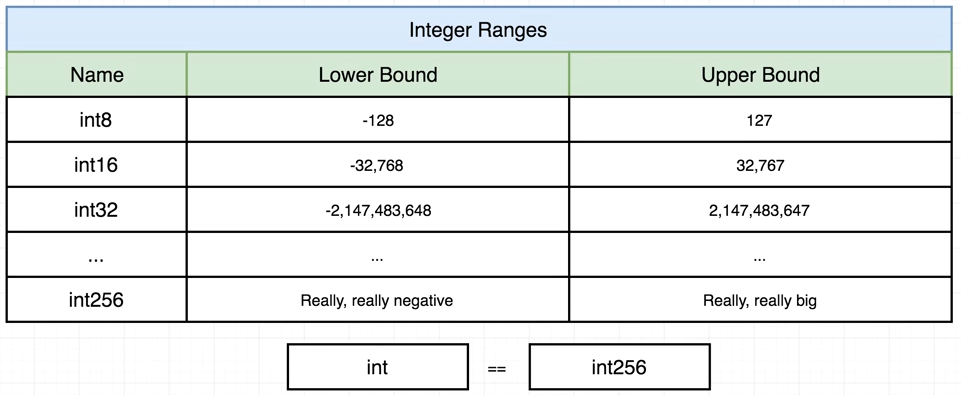 Integer Ranges
Name Lower Bound Upper Bound
int8 -128 127
int16 -32,768 32,767
int32 -2,147,483,648 2,147,483,647
... ... ...
int256 Really, really negative Really, really big
int == int256